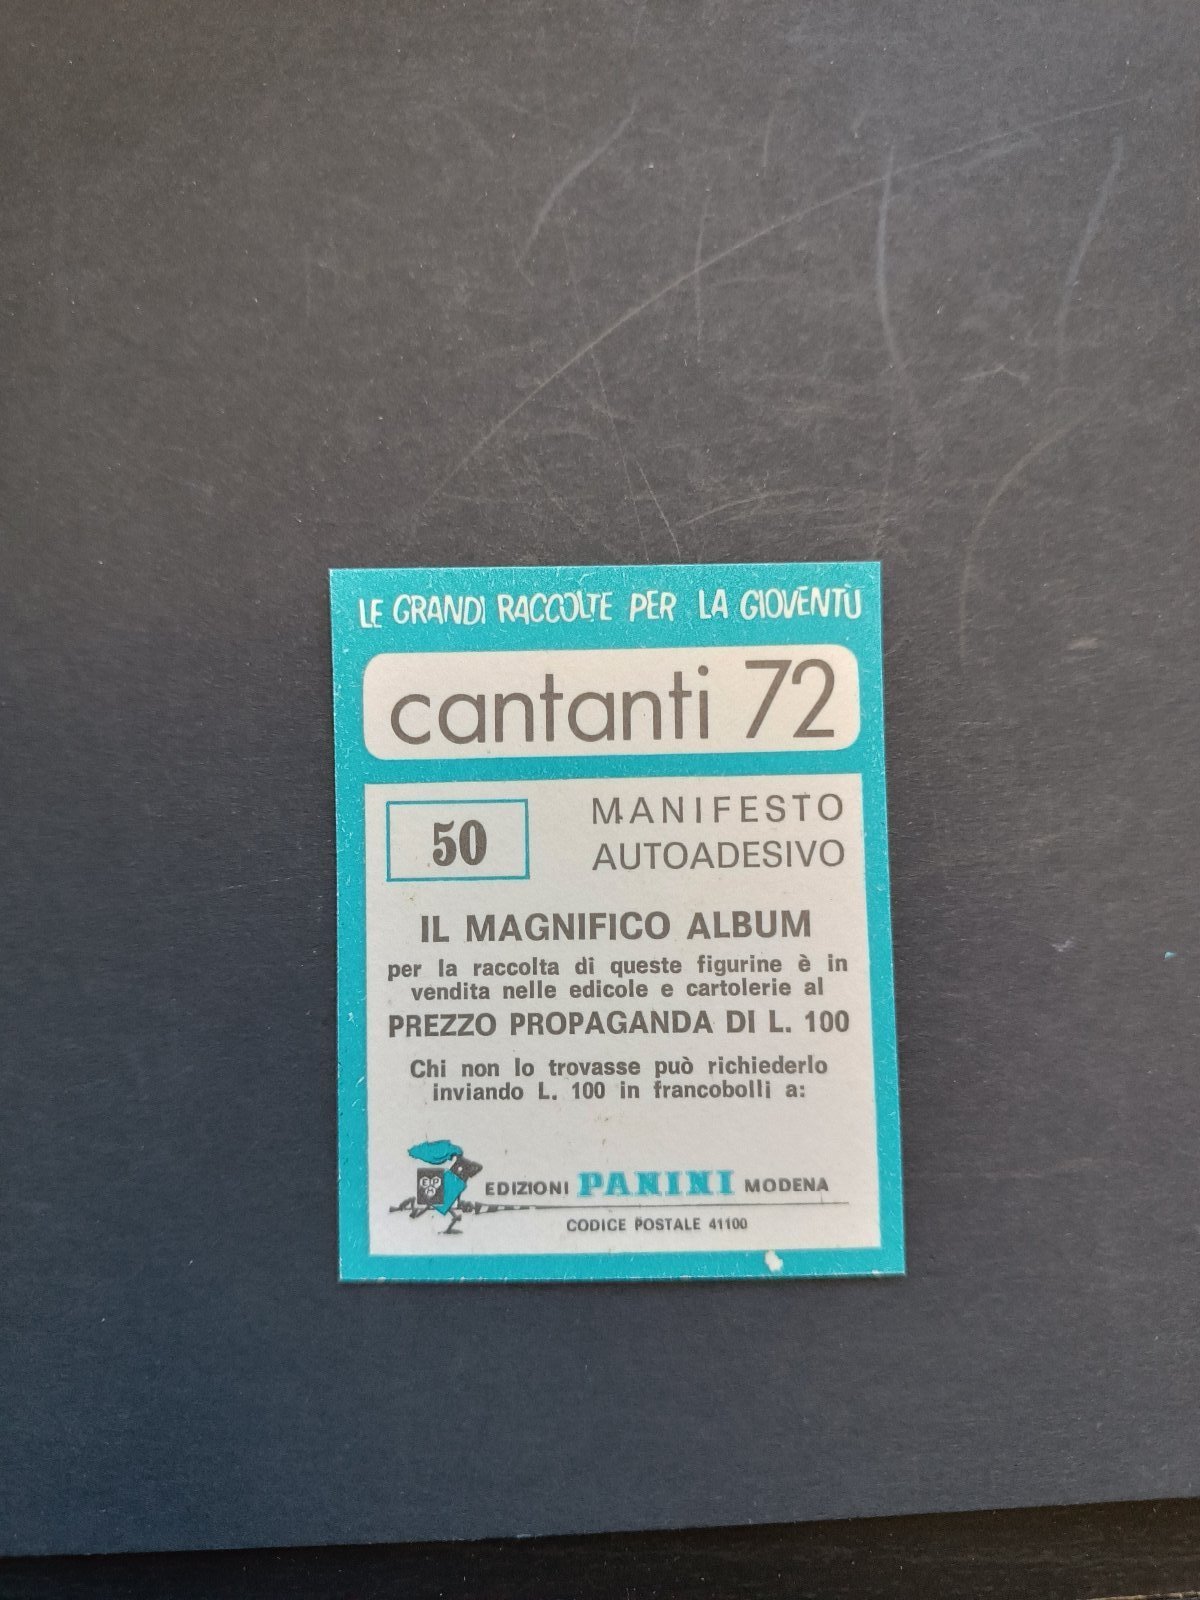 LE GRANDI RACCOLTE PER LA GIOVENTÙ
cantanti 72
50
MANIFESTO
AUTOADESIVO
IL MAGNIFICO ALBUM
per la raccolta di queste figurine è in
vendita nelle edicole e cartolerie al
PREZZO PROPAGANDA DI L. 100
Chi non lo trovasse può richiederlo
inviando L. 100 in francobolli a:
EPM
EDIZIONI PANINI MODENA
CODICE POSTALE 41100